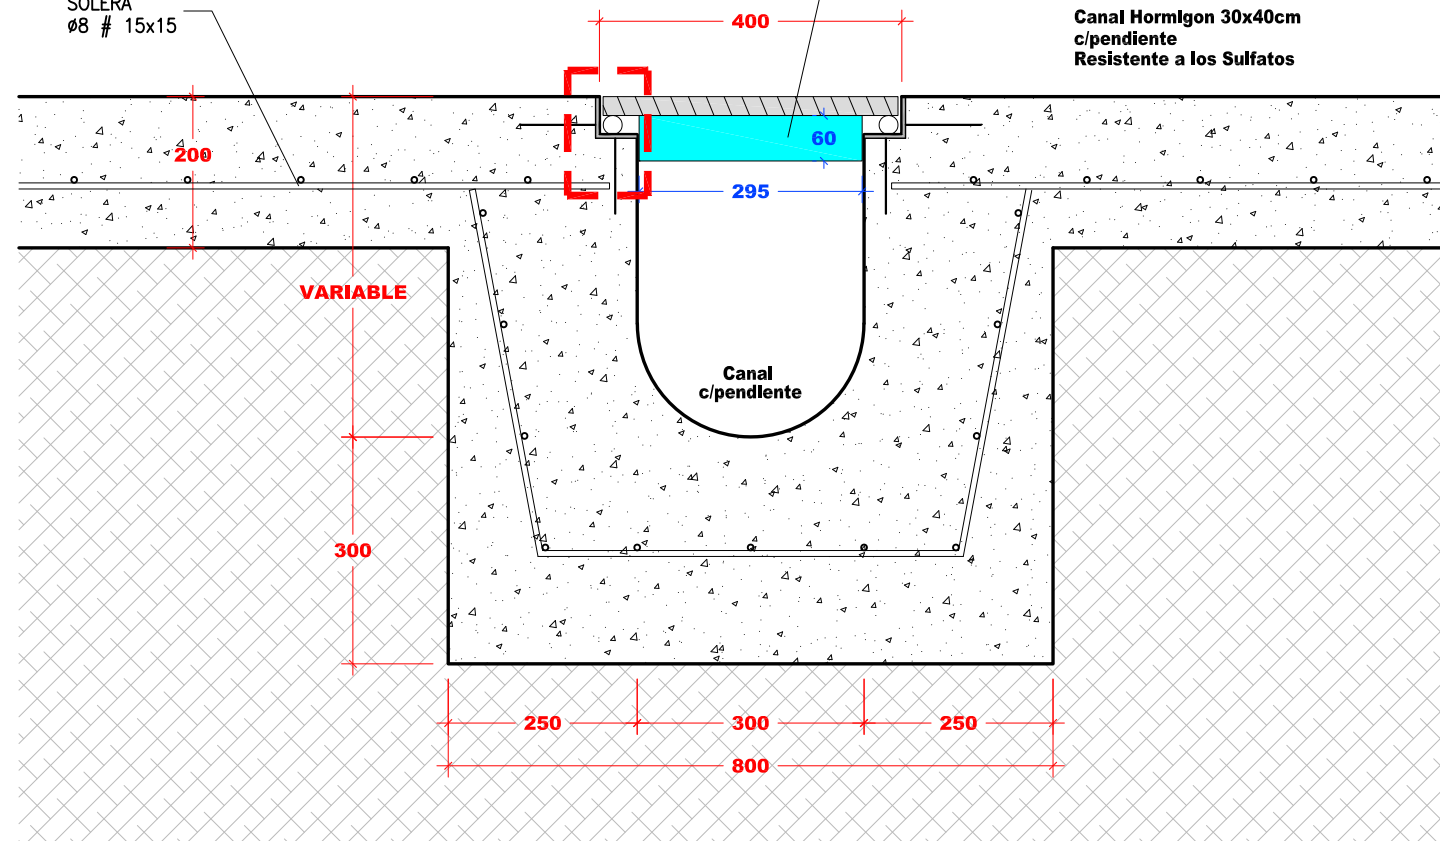 SOLERA
ø8 # 15x15
400
Canal Hormigon 30x40cm
c/pendiente
Resistente a los Sulfatos
60
200
295
VARIABLE
Canal
c/pendiente
300
250
300
250
800